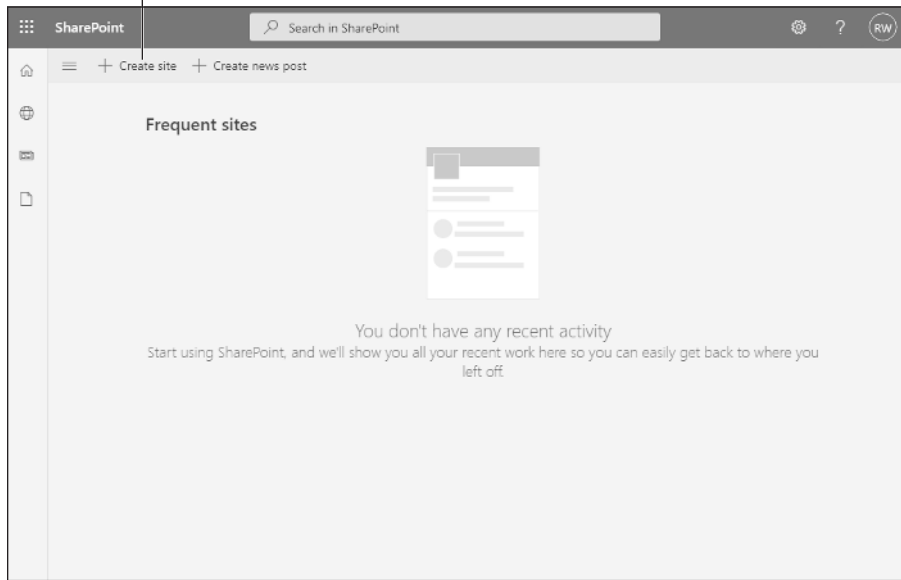 SharePoint
Search in SharePoint
?
RW
Create site
Create news post
Frequent sites
You don't have any recent activity
Start using SharePoint, and we'll show you all your recent work here so you can easily get back to where you
left off.